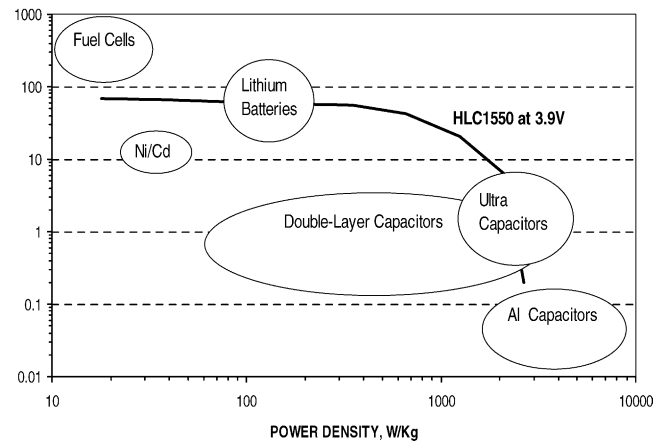 1000
Fuel Cells
100
Lithium
Batteries
HLC1550 at 3.9V
Ni/Cd
10
Ultra
Capacitors
Double-Layer Capacitors
1
0.1
Al Capacitors
0.01
10
100
1000
10000
POWER DENSITY, W/Kg